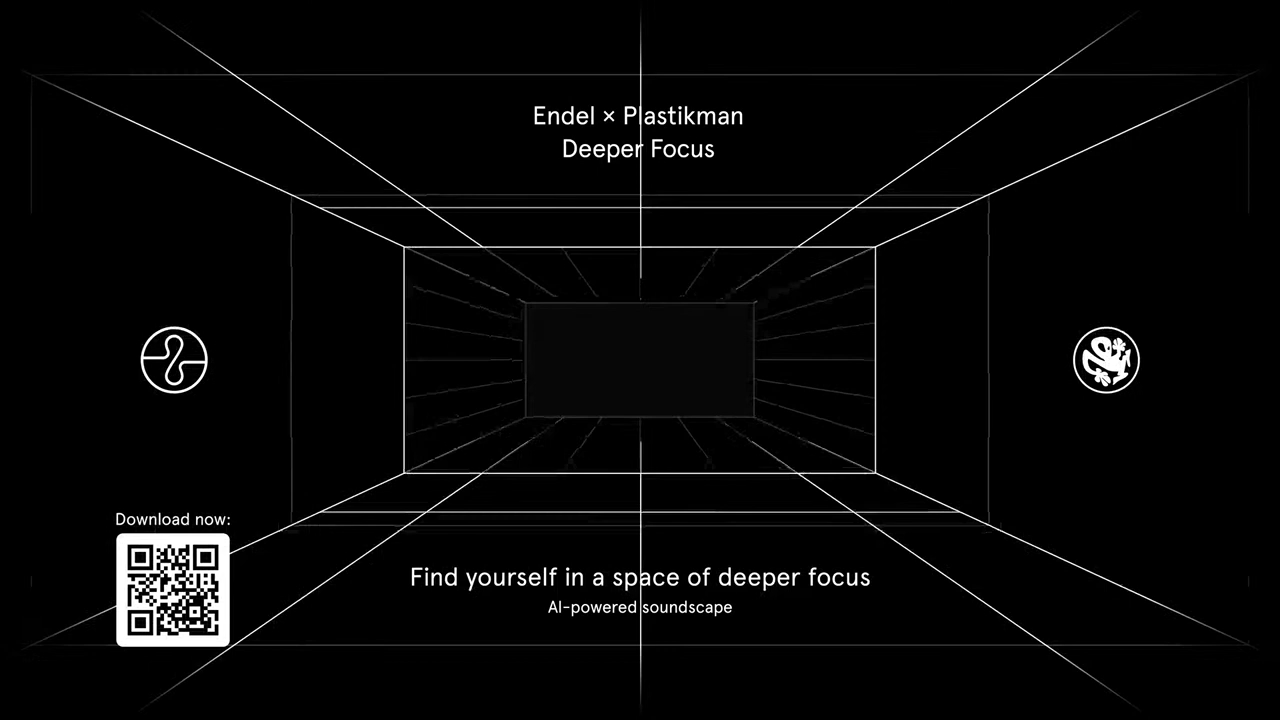 Endel × Plastikman
Deeper Focus
Download now:
Find yourself in a space of deeper focus
AI-powered soundscape